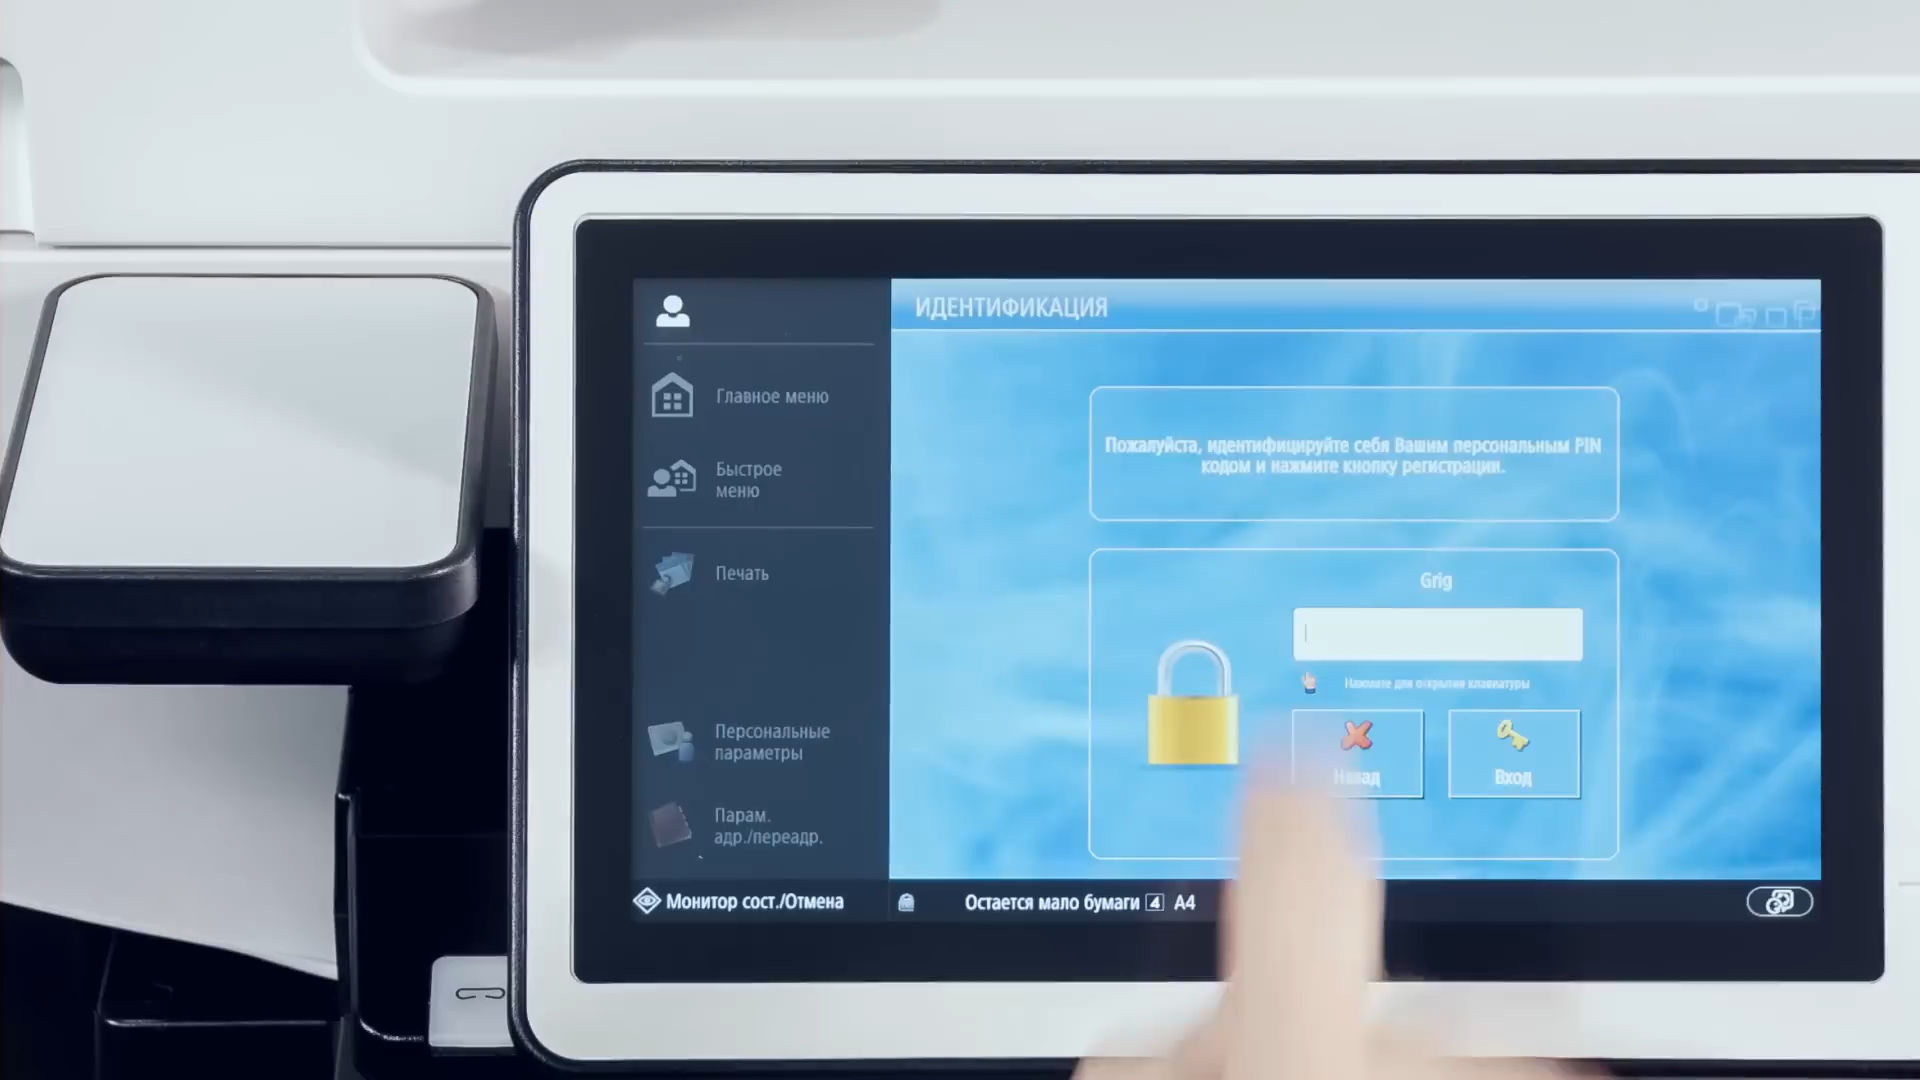 ИДЕНТИФИКАЦИЯ
Главное меню
Быстрое
меню
Печать
Персональные
параметры
Парам.
адр./переадр.
Пожалуйста, идентифицируйте себя Вашим персональным PIN
кодом и нажмите кнопку регистрации.
Grig
Нажмите для открытия клавиатуры
Назад
Вход
Монитор сост./Отмена
Остается мало бумаги 4 A4